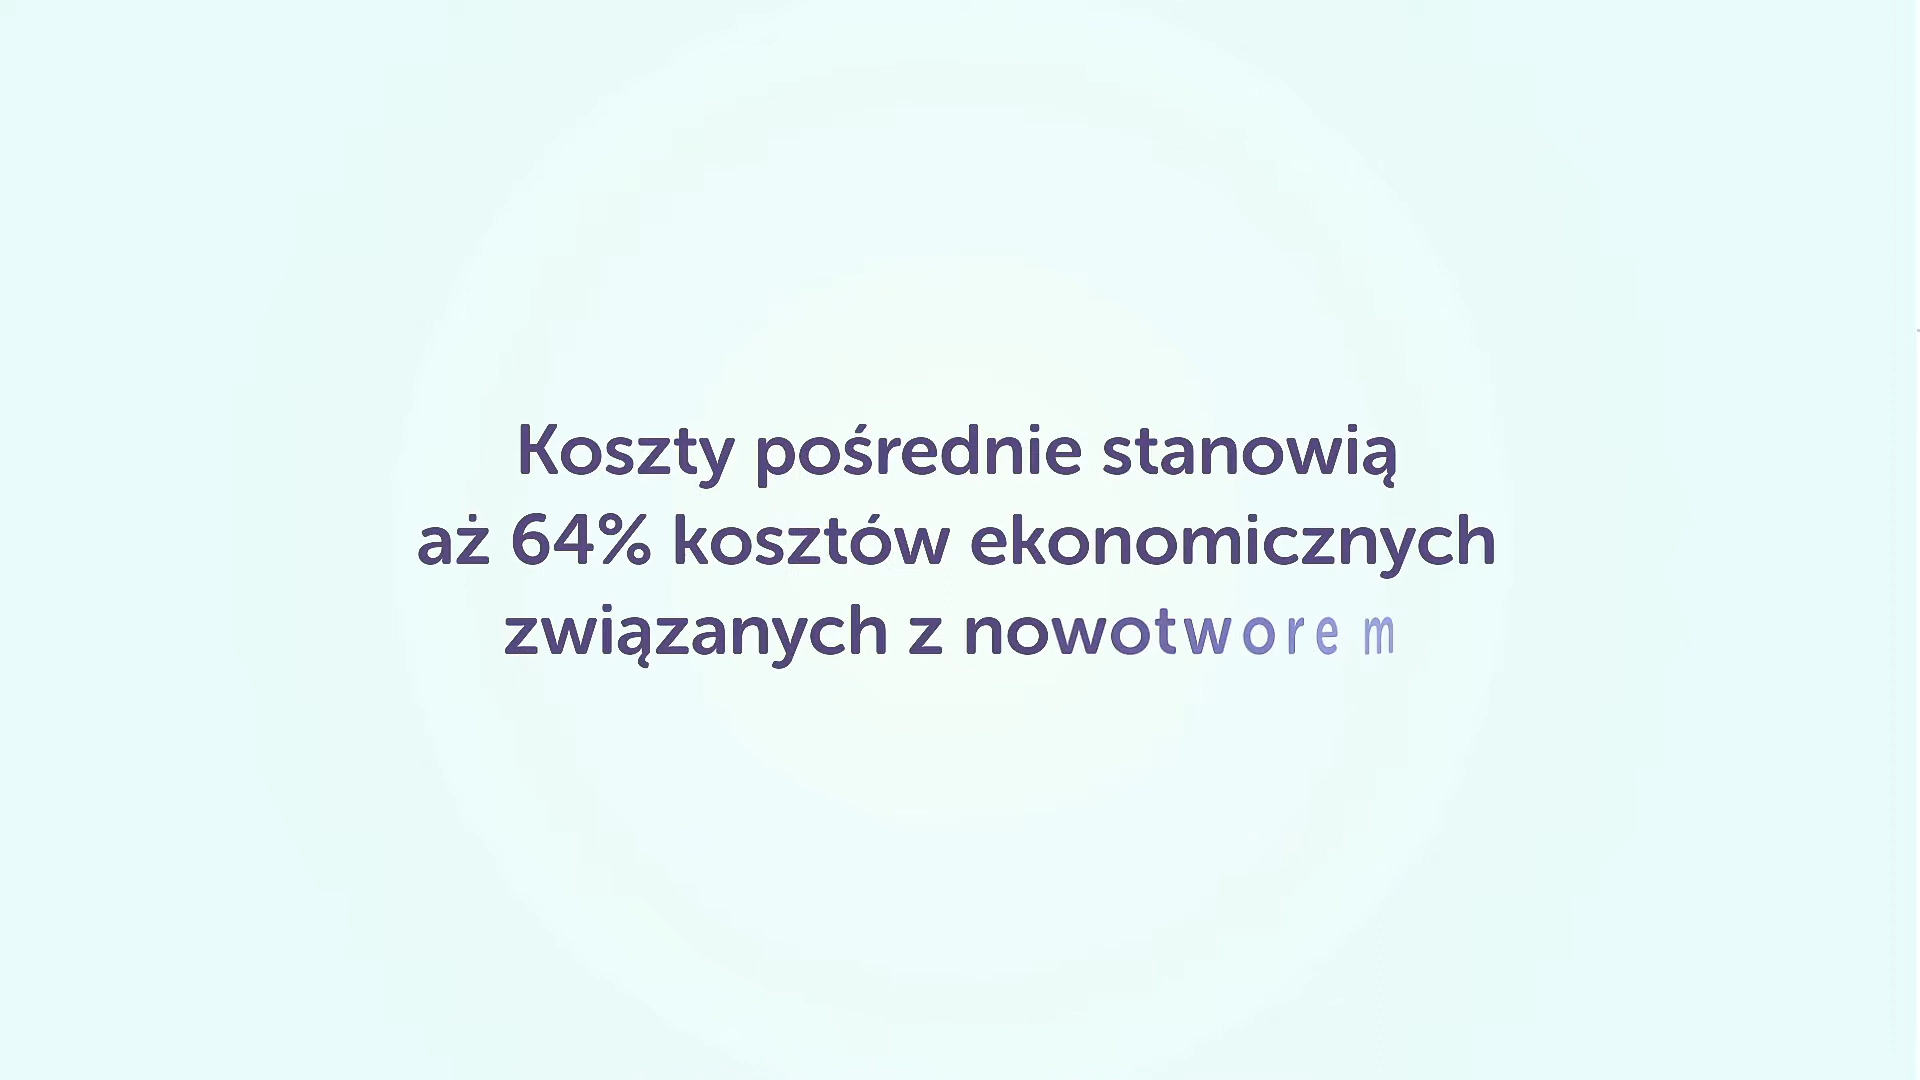 Koszty pośrednie stanowią
aż 64% kosztów ekonomicznych
związanych z nowotworem